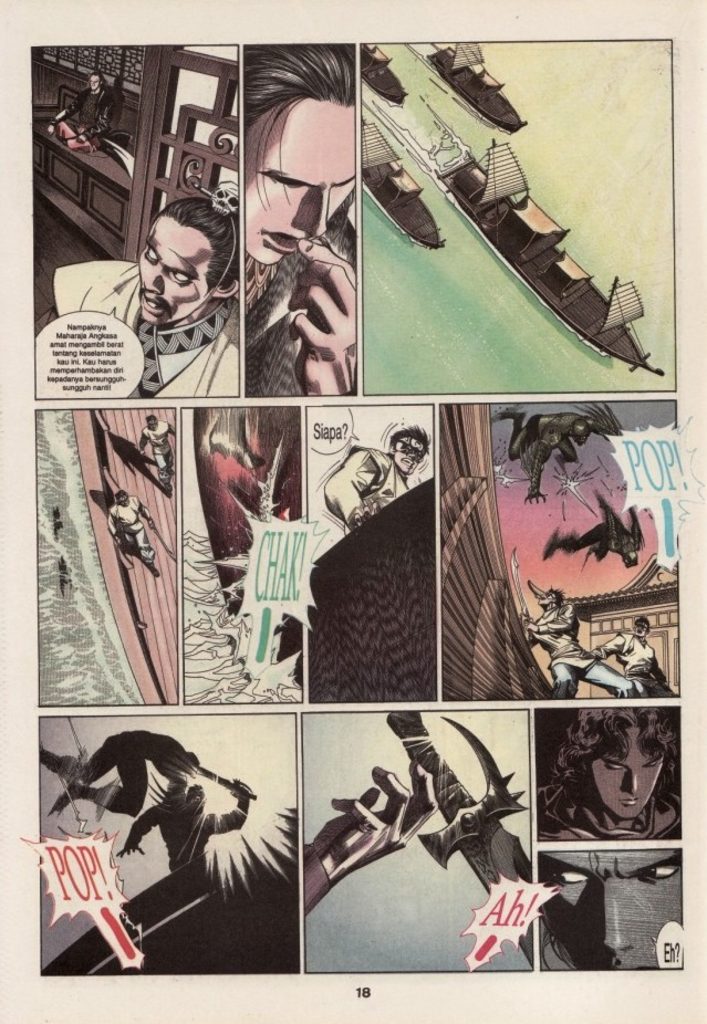 Nampaknya
Maharaja Angkasa
amat mengambil berat
tentang keselamatan
kau ini. Kau harus
memperhambakan diri
kepadanya bersungguh-
sungguh nanti!
CHAK!
Siapa?
POP!
POP!
Ah!
Eh?
18